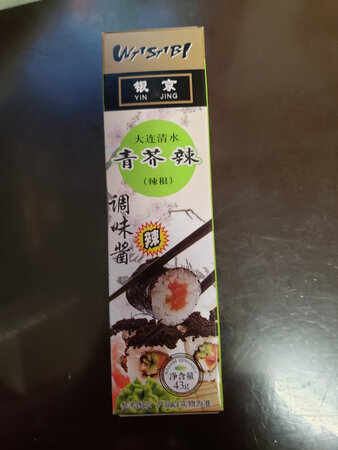 WASABI
银京
YIN JING
大连清水
青芥辣
(辣根)
调味酱
辣
净含量
43g